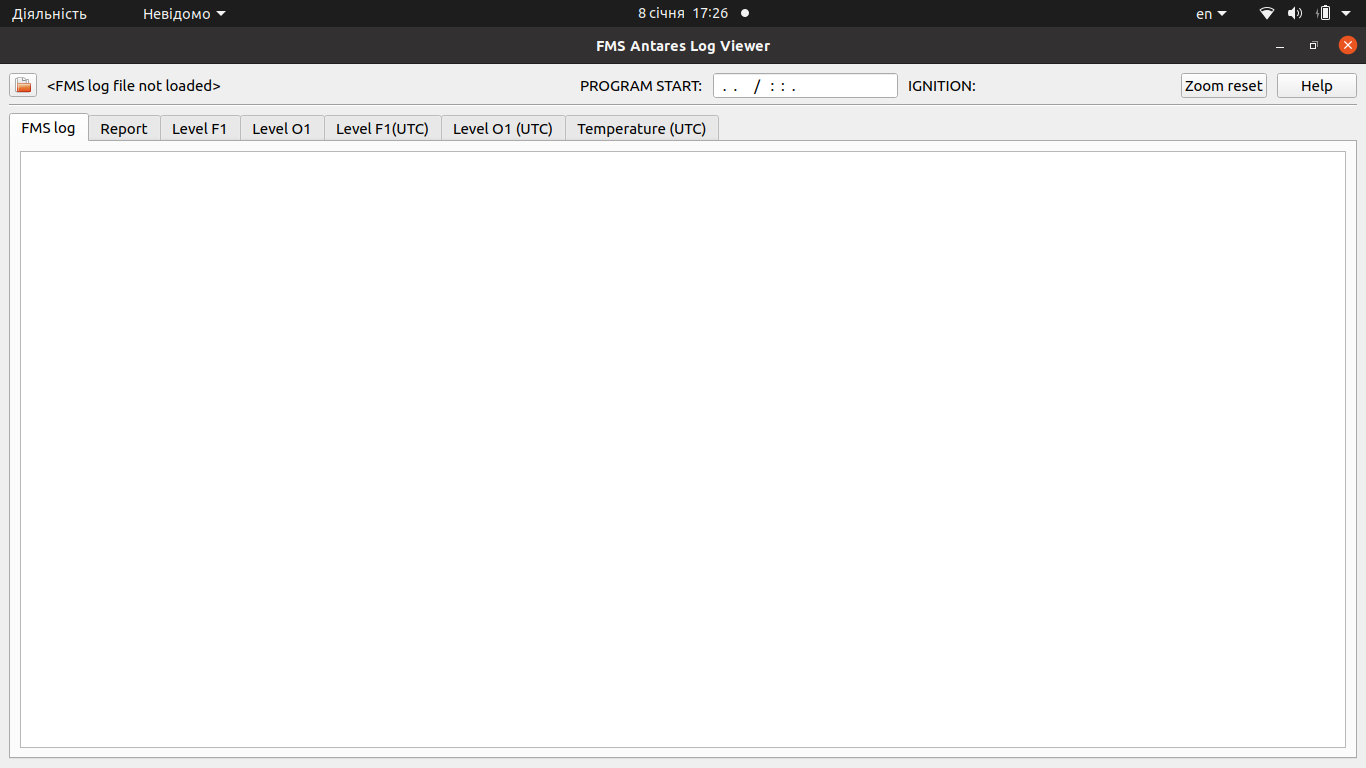 Діяльність Невідомо 8 січня 17:26 en
FMS Antares Log Viewer
<FMS log file not loaded> PROGRAM START: . . / : : . IGNITION: Zoom reset Help
FMS log Report Level F1 Level O1 Level F1(UTC) Level O1 (UTC) Temperature (UTC)